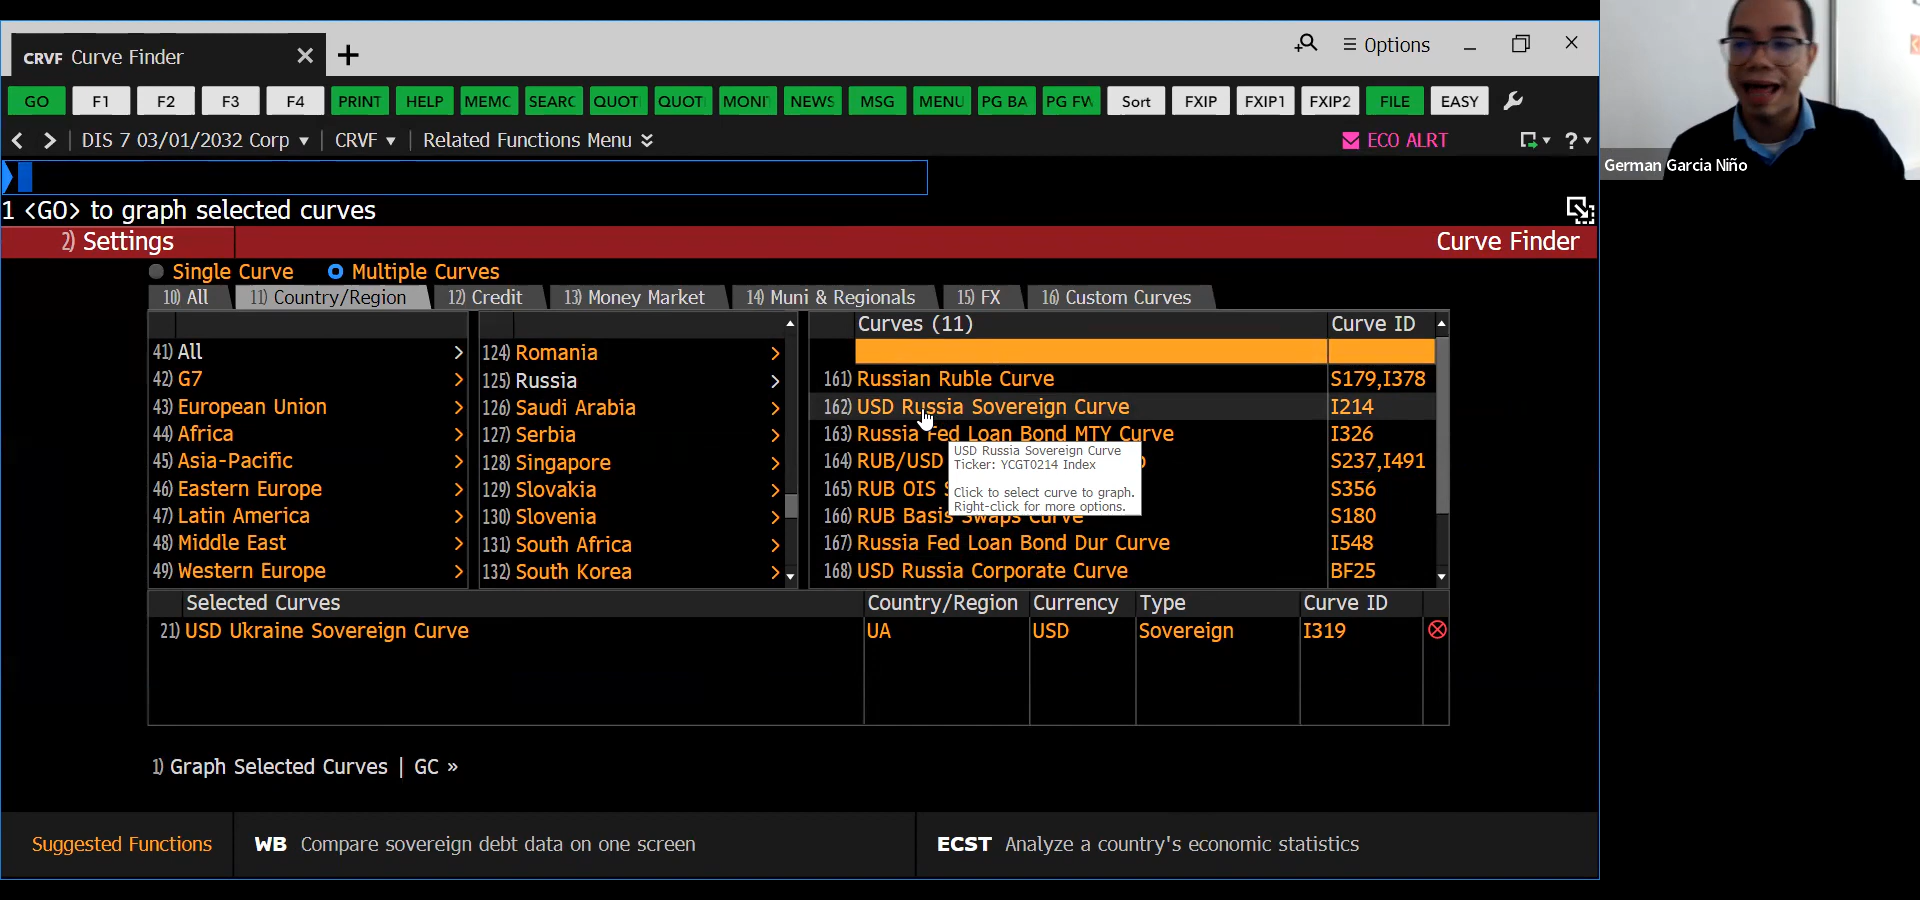 CRVF Curve Finder
Options
GO F1 F2 F3 F4 PRINT HELP MEMC SEARC QUOT QUOT MONI NEWS MSG MENU PG BA PG FW Sort FXIP FXIP1 FXIP2 FILE EASY
DIS 7 03/01/2032 Corp CRVF Related Functions Menu ECO ALRT ?
1 <GO> to graph selected curves
2) Settings Curve Finder
Single Curve Multiple Curves
10) All 11) Country/Region 12) Credit 13) Money Market 14) Muni & Regionals 15) FX 16) Custom Curves
Curves (11) Curve ID
41) All 124) Romania
42) G7 125) Russia 161) Russian Ruble Curve S179,I378
43) European Union 126) Saudi Arabia 162) USD Russia Sovereign Curve I214
44) Africa 127) Serbia 163) Russia Fed Loan Bond MTY Curve I326
45) Asia-Pacific 128) Singapore 164) RUB/USD S237,I491
46) Eastern Europe 129) Slovakia 165) RUB OIS S356
47) Latin America 130) Slovenia 166) RUB Basis Swaps Curve S180
48) Middle East 131) South Africa 167) Russia Fed Loan Bond Dur Curve I548
49) Western Europe 132) South Korea 168) USD Russia Corporate Curve BF25
USD Russia Sovereign Curve
Ticker: YCGT0214 Index
Click to select curve to graph.
Right-click for more options.
Selected Curves Country/Region Currency Type Curve ID
21) USD Ukraine Sovereign Curve UA USD Sovereign I319
1) Graph Selected Curves | GC »
Suggested Functions WB Compare sovereign debt data on one screen ECST Analyze a country's economic statistics
German Garcia Niño